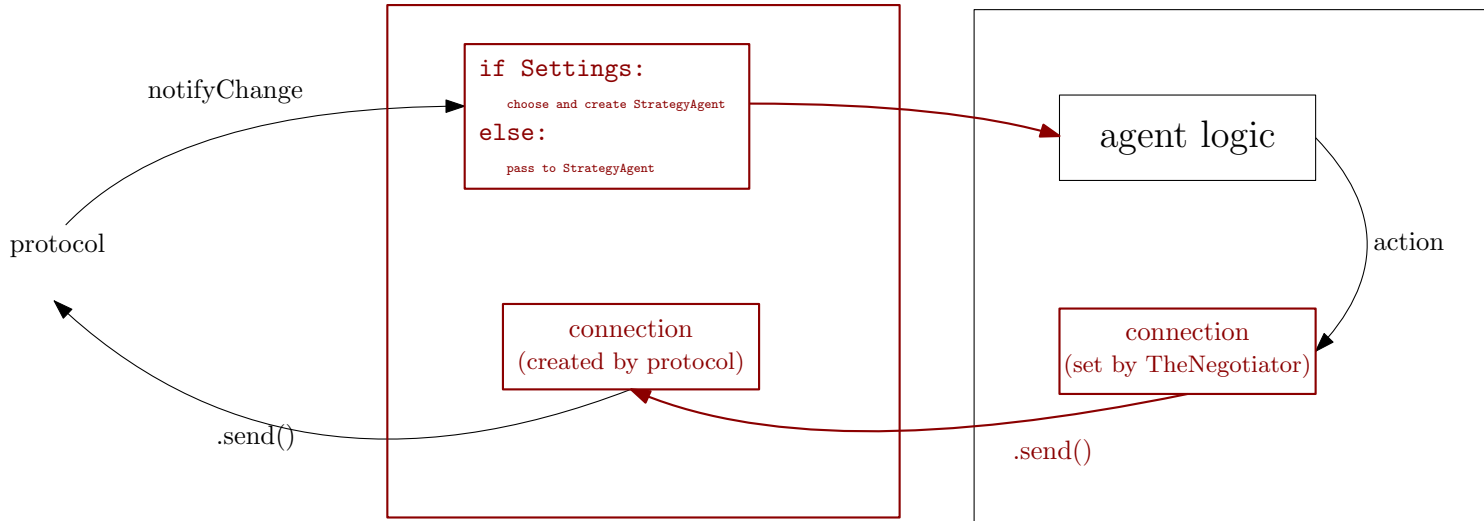 notifyChange
if Settings:
choose and create StrategyAgent
else:
pass to StrategyAgent
agent logic
protocol
action
connection
(created by protocol)
connection
(set by TheNegotiator)
.send()
.send()